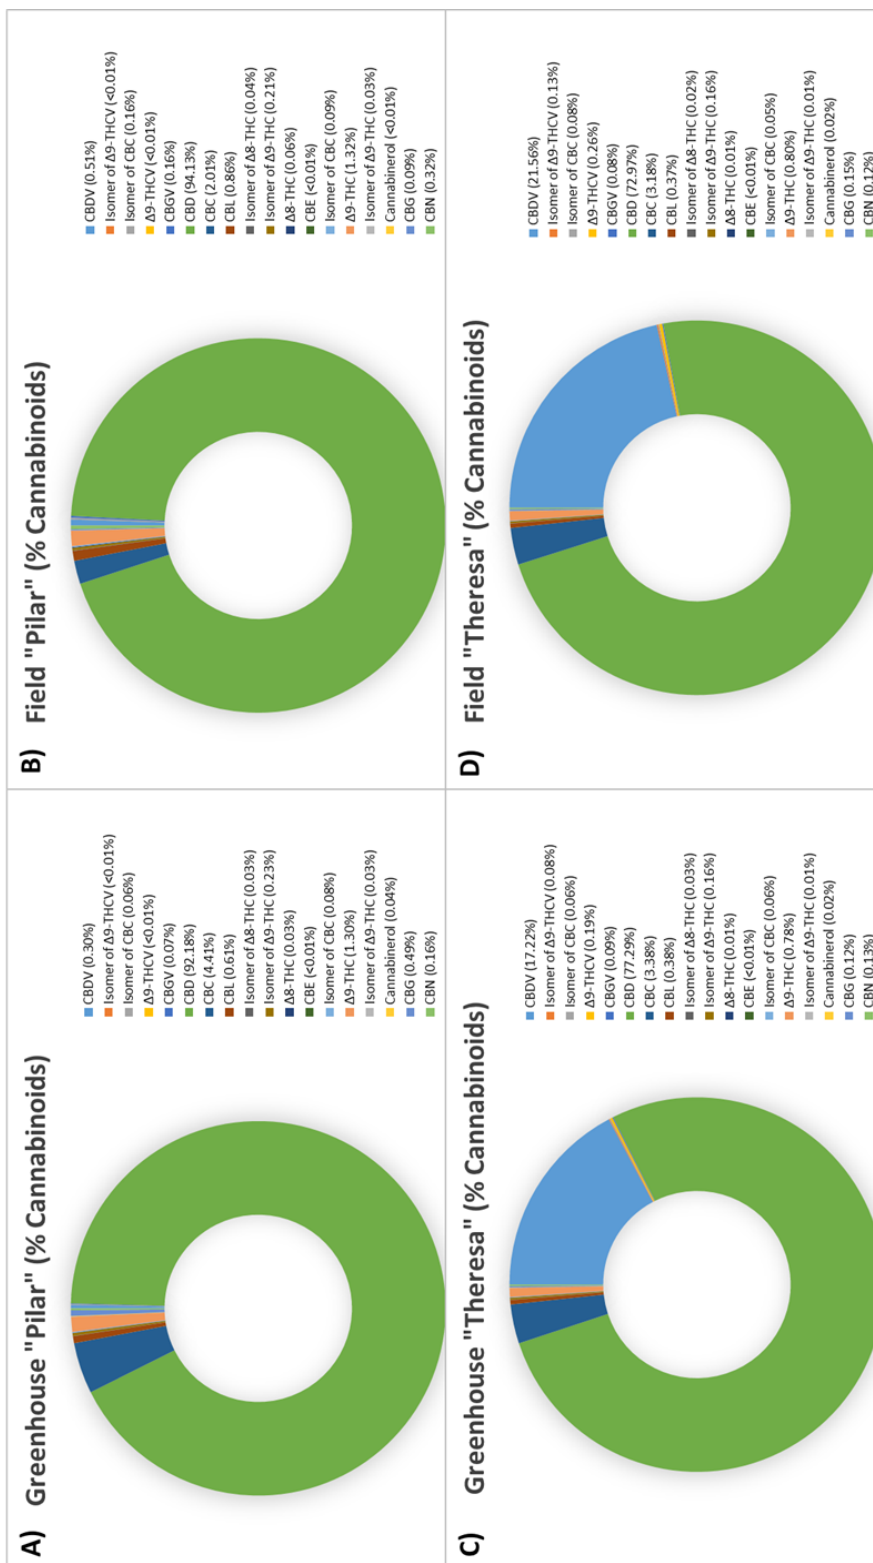 A) Greenhouse "Pilar" (% Cannabinoids)
CBDV (0.30%)
Isomer of Δ9-THCV (<0.01%)
Isomer of CBC (0.06%)
Δ9-THCV (<0.01%)
CBGV (0.07%)
CBD (92.18%)
CBC (4.41%)
CBL (0.61%)
Isomer of Δ8-THC (0.03%)
Isomer of Δ9-THC (0.23%)
Δ8-THC (0.03%)
CBE (<0.01%)
Isomer of CBC (0.08%)
Δ9-THC (1.30%)
Isomer of Δ9-THC (0.03%)
Cannabinerol (0.04%)
CBG (0.49%)
CBN (0.16%)
B) Field "Pilar" (% Cannabinoids)
CBDV (0.51%)
Isomer of Δ9-THCV (<0.01%)
Isomer of CBC (0.16%)
Δ9-THCV (<0.01%)
CBGV (0.16%)
CBD (94.13%)
CBC (2.01%)
CBL (0.86%)
Isomer of Δ8-THC (0.04%)
Isomer of Δ9-THC (0.21%)
Δ8-THC (0.06%)
CBE (<0.01%)
Isomer of CBC (0.09%)
Δ9-THC (1.32%)
Isomer of Δ9-THC (0.03%)
Cannabinerol (<0.01%)
CBG (0.09%)
CBN (0.32%)
C) Greenhouse "Theresa" (% Cannabinoids)
CBDV (17.22%)
Isomer of Δ9-THCV (0.08%)
Isomer of CBC (0.06%)
Δ9-THCV (0.19%)
CBGV (0.09%)
CBD (77.29%)
CBC (3.38%)
CBL (0.38%)
Isomer of Δ8-THC (0.03%)
Isomer of Δ9-THC (0.16%)
Δ8-THC (0.01%)
CBE (<0.01%)
Isomer of CBC (0.06%)
Δ9-THC (0.78%)
Isomer of Δ9-THC (0.01%)
Cannabinerol (0.02%)
CBG (0.12%)
CBN (0.13%)
D) Field "Theresa" (% Cannabinoids)
CBDV (21.56%)
Isomer of Δ9-THCV (0.13%)
Isomer of CBC (0.08%)
Δ9-THCV (0.26%)
CBGV (0.08%)
CBD (72.97%)
CBC (3.18%)
CBL (0.37%)
Isomer of Δ8-THC (0.02%)
Isomer of Δ9-THC (0.16%)
Δ8-THC (0.01%)
CBE (<0.01%)
Isomer of CBC (0.05%)
Δ9-THC (0.80%)
Isomer of Δ9-THC (0.01%)
Cannabinerol (0.02%)
CBG (0.15%)
CBN (0.12%)